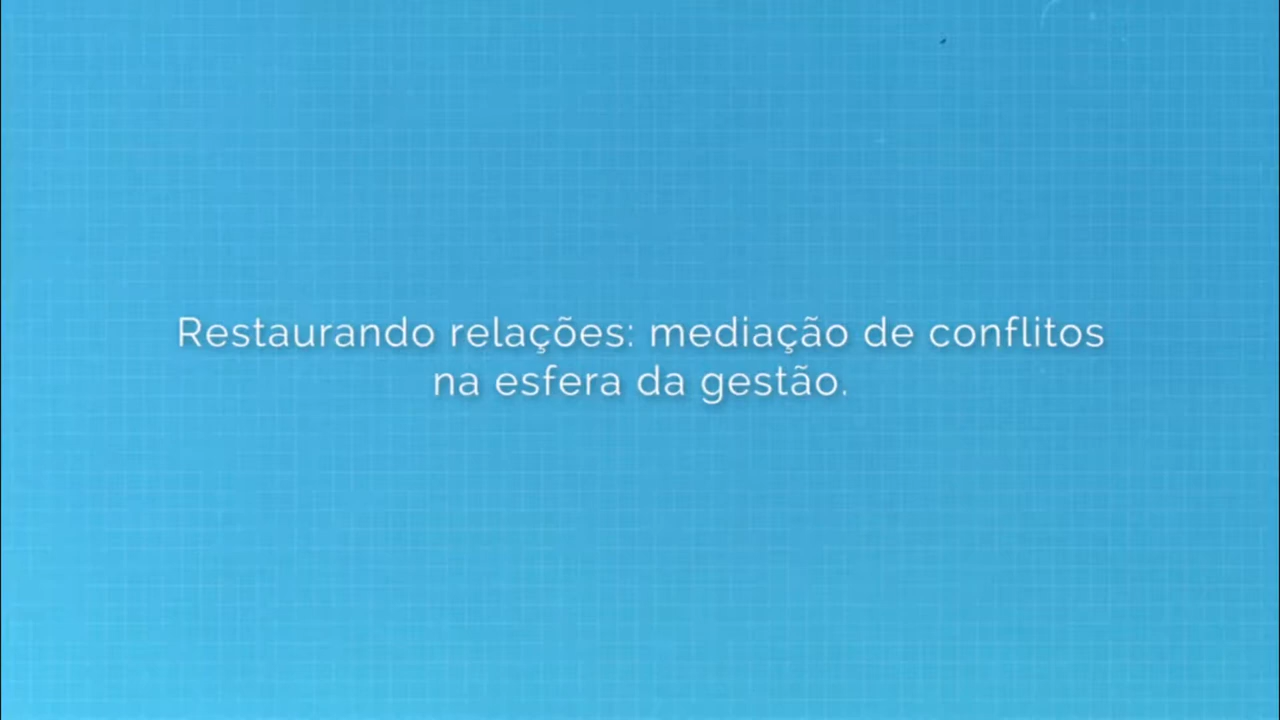 Restaurando relações: mediação de conflitos
na esfera da gestão.